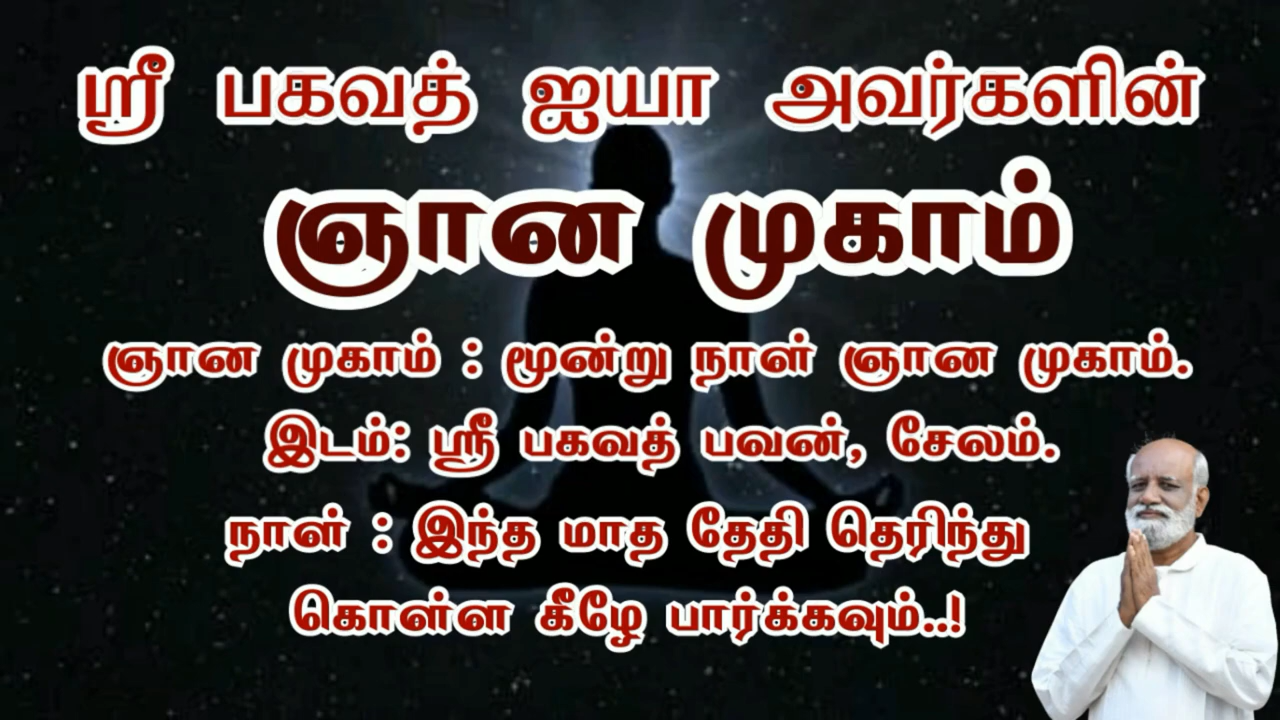 ஸ்ரீ பகவத் ஐயா அவர்களின்
ஞான முகாம்
ஞான முகாம் : மூன்று நாள் ஞான முகாம்.
இடம்: ஸ்ரீ பகவத் பவன், சேலம்.
நாள் : இந்த மாத தேதி தெரிந்து
கொள்ள கீழே பார்க்கவும்..!